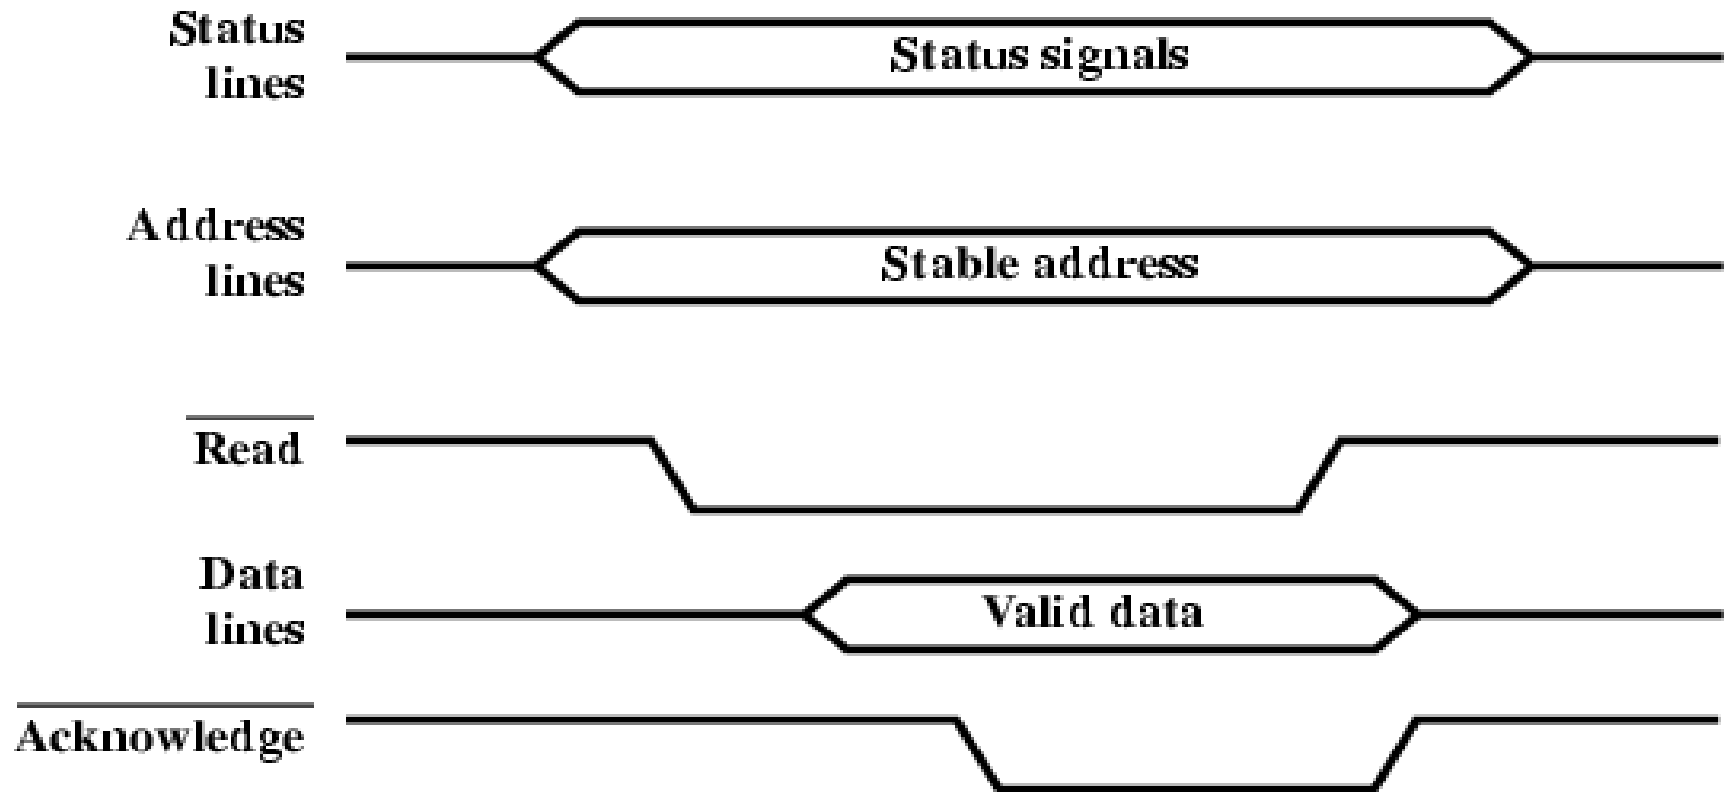 Status
lines
Status signals
Address
lines
Stable address
Read
Data
lines
Valid data
Acknowledge